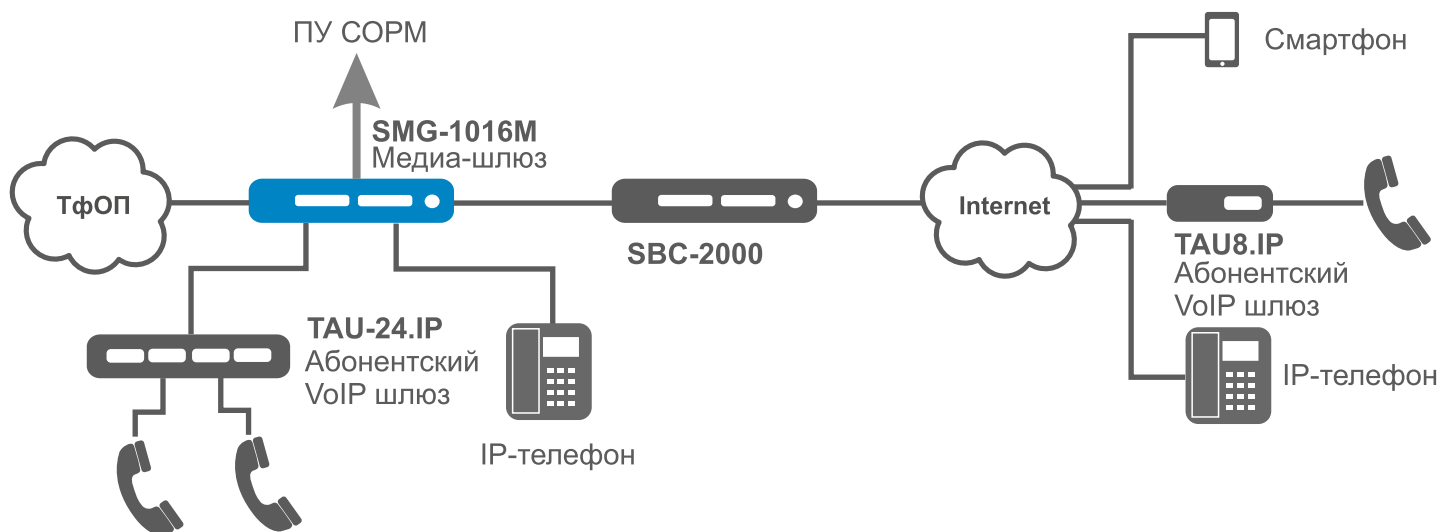 ПУ СОРМ
Смартфон
SMG-1016M
Медиа-шлюз
ТфОП
Internet
SBC-2000
TAU8.IP
Абонентский
VoIP шлюз
TAU-24.IP
Абонентский
VoIP шлюз
IP-телефон
IP-телефон